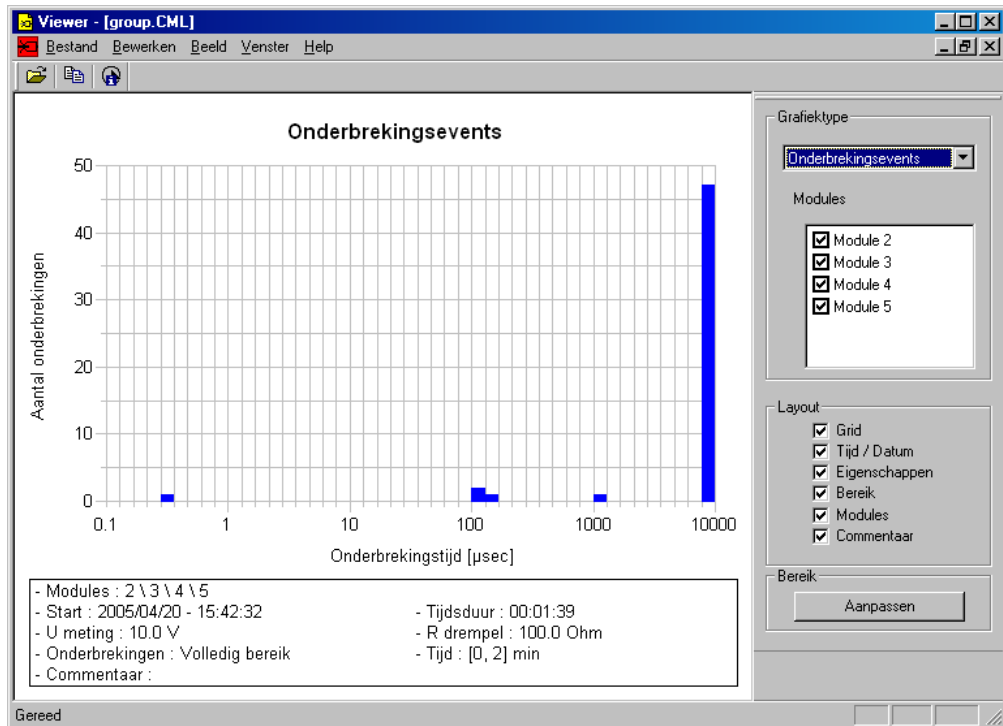 Viewer - [group.CML]
Bestand Bewerken Beeld Venster Help
Onderbrekingsevents
50
40
30
20
10
0
Aantal onderbrekingen
0.1 1 10 100 1000 10000
Onderbrekingstijd [µsec]
- Modules : 2 \ 3 \ 4 \ 5
- Start : 2005/04/20 - 15:42:32 - Tijdsduur : 00:01:39
- U meting : 10.0 V - R drempel : 100.0 Ohm
- Onderbrekingen : Volledig bereik - Tijd : [0, 2] min
- Commentaar :
Grafiektype
Onderbrekingsevents
Modules
Module 2
Module 3
Module 4
Module 5
Layout
Grid
Tijd / Datum
Eigenschappen
Bereik
Modules
Commentaar
Bereik
Aanpassen
Gereed